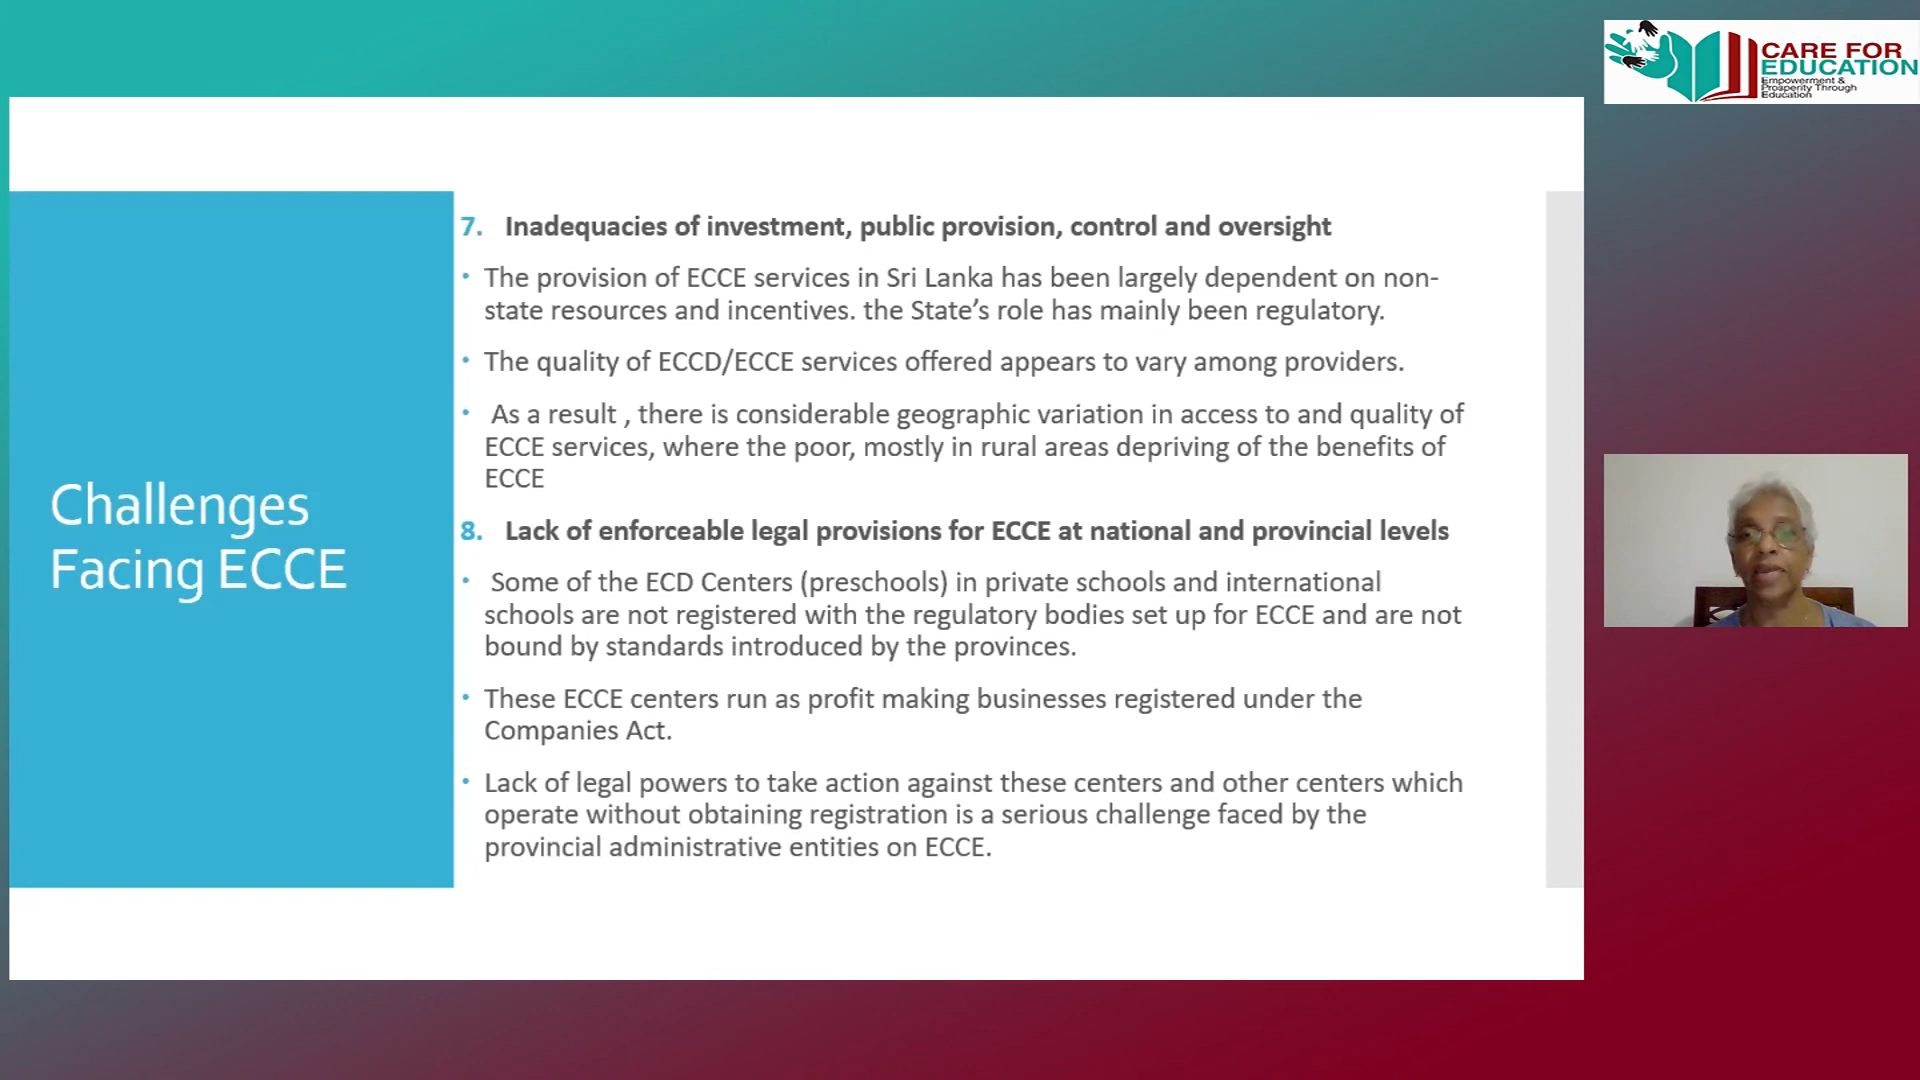 CARE FOR
EDUCATION
Empowerment &
Prosperity Through
Education
Challenges
Facing ECCE
7. Inadequacies of investment, public provision, control and oversight
• The provision of ECCE services in Sri Lanka has been largely dependent on non-
state resources and incentives. the State’s role has mainly been regulatory.
• The quality of ECCD/ECCE services offered appears to vary among providers.
• As a result , there is considerable geographic variation in access to and quality of
ECCE services, where the poor, mostly in rural areas depriving of the benefits of
ECCE
8. Lack of enforceable legal provisions for ECCE at national and provincial levels
• Some of the ECD Centers (preschools) in private schools and international
schools are not registered with the regulatory bodies set up for ECCE and are not
bound by standards introduced by the provinces.
• These ECCE centers run as profit making businesses registered under the
Companies Act.
• Lack of legal powers to take action against these centers and other centers which
operate without obtaining registration is a serious challenge faced by the
provincial administrative entities on ECCE.